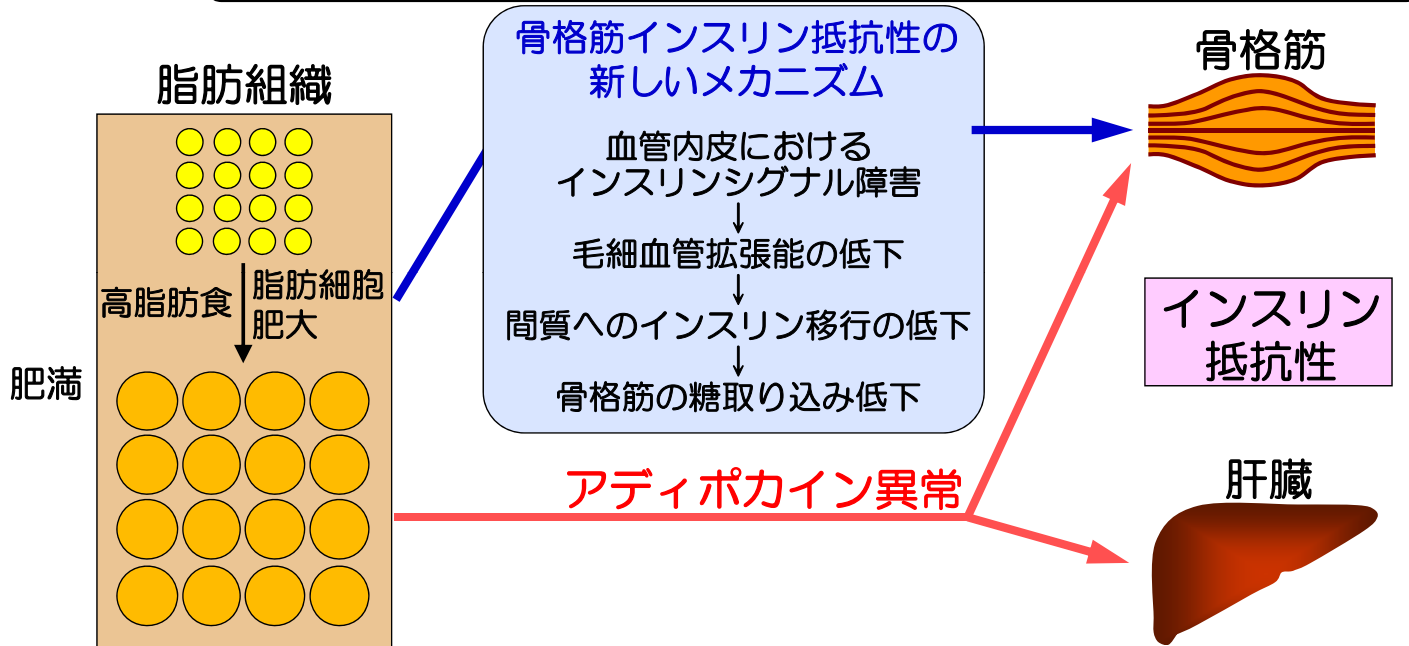 脂肪組織
高脂肪食
脂肪細胞
肥大
肥満
骨格筋インスリン抵抗性の
新しいメカニズム
血管内皮における
インスリンシグナル障害
↓
毛細血管拡張能の低下
↓
間質へのインスリン移行の低下
↓
骨格筋の糖取り込み低下
アディポカイン異常
骨格筋
インスリン
抵抗性
肝臓